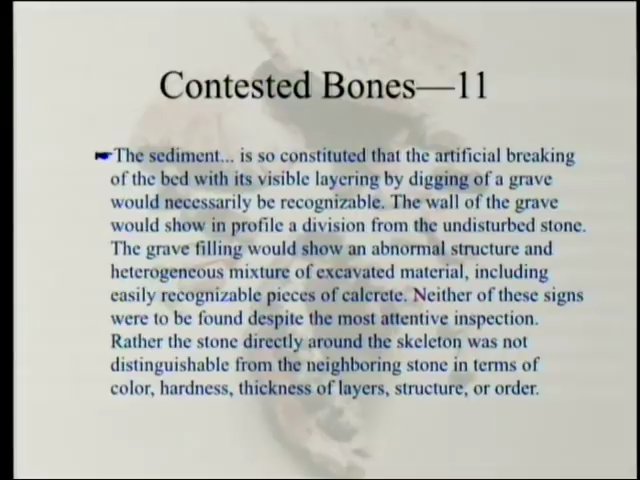 Contested Bones—11
The sediment... is so constituted that the artificial breaking
of the bed with its visible layering by digging of a grave
would necessarily be recognizable. The wall of the grave
would show in profile a division from the undisturbed stone.
The grave filling would show an abnormal structure and
heterogeneous mixture of excavated material, including
easily recognizable pieces of calcrete. Neither of these signs
were to be found despite the most attentive inspection.
Rather the stone directly around the skeleton was not
distinguishable from the neighboring stone in terms of
color, hardness, thickness of layers, structure, or order.